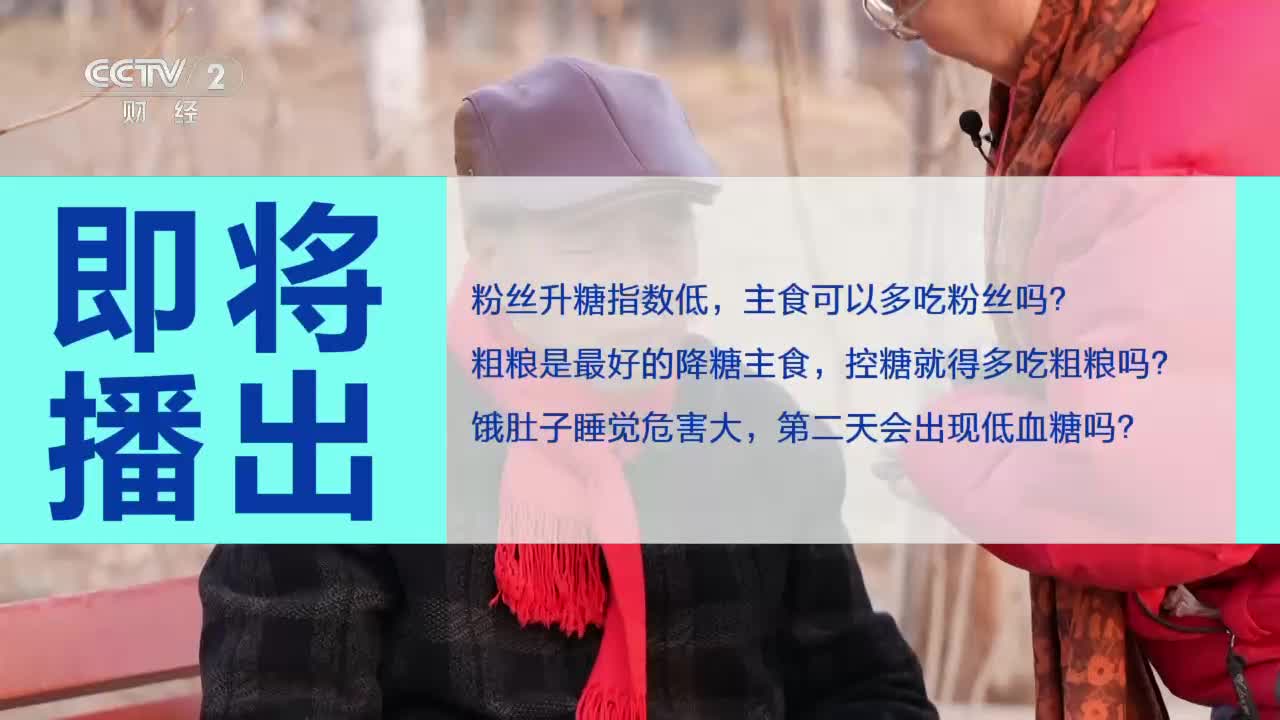 CCTV 2
财 经
即将
播出
粉丝升糖指数低，主食可以多吃粉丝吗？
粗粮是最好的降糖主食，控糖就得多吃粗粮吗？
饿肚子睡觉危害大，第二天会出现低血糖吗？